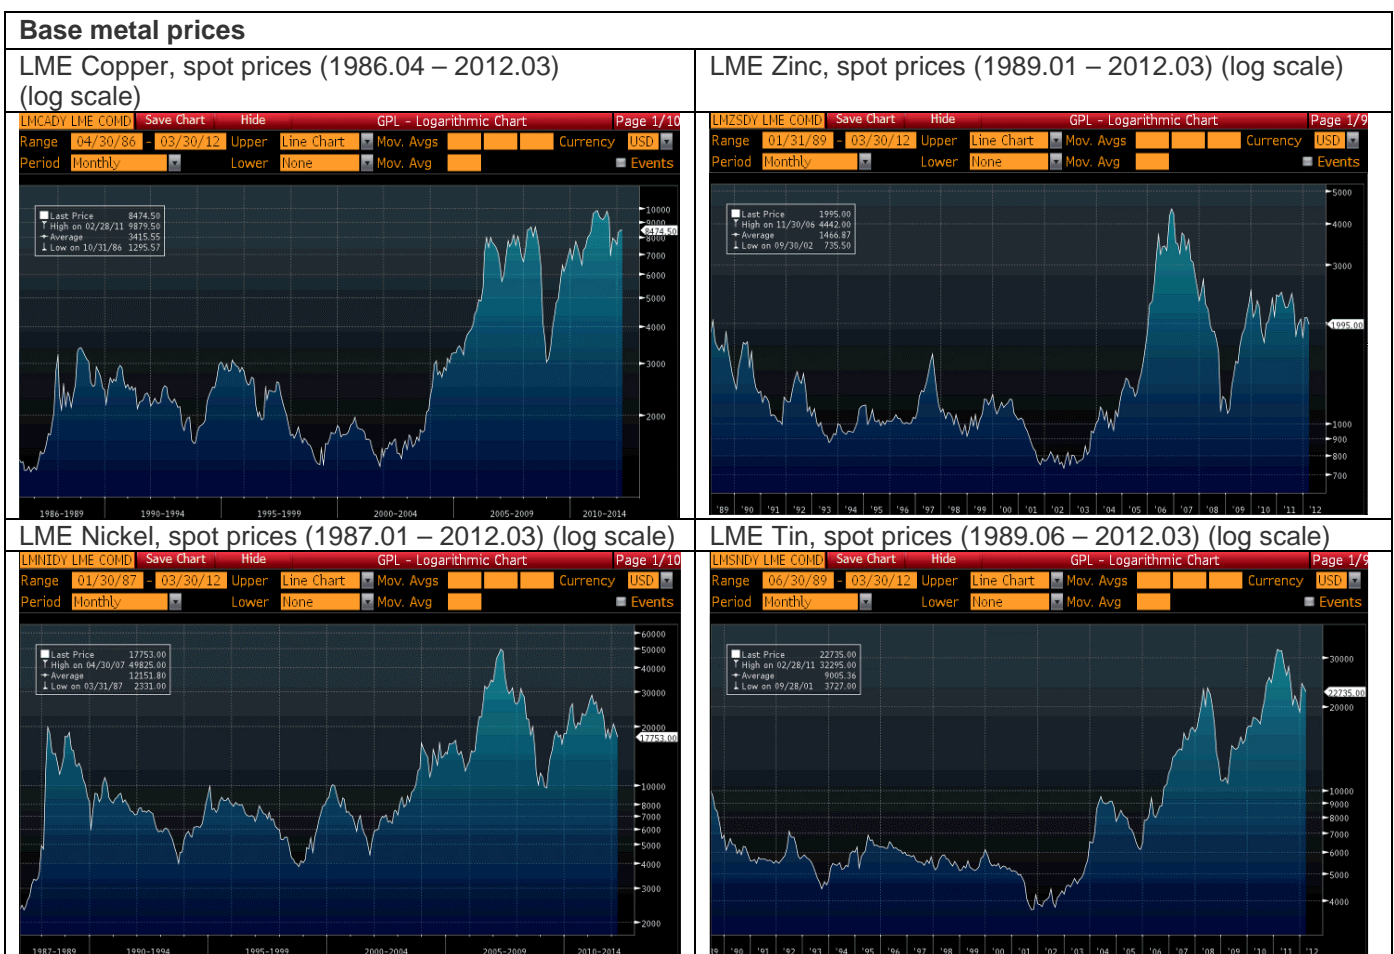 Base metal prices
LME Copper, spot prices (1986.04 – 2012.03)
(log scale)
LME Zinc, spot prices (1989.01 – 2012.03) (log scale)
LMCADY LME COMD Save Chart Hide GPL - Logarithmic Chart Page 1/10
Range 04/30/86 - 03/30/12 Upper Line Chart Mov. Avgs Currency USD
Period Monthly Lower None Mov. Avg Events
Last Price 8474.50
High on 02/28/11 9879.50
Average 3415.55
Low on 10/31/86 1295.57
10000
9000
8474.50
8000
7000
6000
5000
4000
3000
2000
1986-1989 1990-1994 1995-1999 2000-2004 2005-2009 2010-2014
LMZSDY LME COMD Save Chart Hide GPL - Logarithmic Chart Page 1/9
Range 01/31/89 - 03/30/12 Upper Line Chart Mov. Avgs Currency USD
Period Monthly Lower None Mov. Avg Events
Last Price 1995.00
High on 11/30/06 4442.00
Average 1466.87
Low on 09/30/02 735.50
5000
4000
3000
1995.00
1000
900
800
700
'89 '90 '91 '92 '93 '94 '95 '96 '97 '98 '99 '00 '01 '02 '03 '04 '05 '06 '07 '08 '09 '10 '11 '12
LME Nickel, spot prices (1987.01 – 2012.03) (log scale)
LME Tin, spot prices (1989.06 – 2012.03) (log scale)
LMNIDY LME COMD Save Chart Hide GPL - Logarithmic Chart Page 1/10
Range 01/30/87 - 03/30/12 Upper Line Chart Mov. Avgs Currency USD
Period Monthly Lower None Mov. Avg Events
Last Price 17753.00
High on 04/30/07 49825.00
Average 12151.80
Low on 03/31/87 2331.00
60000
50000
40000
30000
20000
17753.00
10000
8000
7000
6000
5000
4000
3000
2000
1987-1989 1990-1994 1995-1999 2000-2004 2005-2009 2010-2014
LMSNDY LME COMD Save Chart Hide GPL - Logarithmic Chart Page 1/9
Range 06/30/89 - 03/30/12 Upper Line Chart Mov. Avgs Currency USD
Period Monthly Lower None Mov. Avg Events
Last Price 22735.00
High on 02/28/11 32295.00
Average 9005.36
Low on 09/28/01 3727.00
30000
22735.00
20000
10000
9000
8000
7000
6000
5000
4000
'90 '91 '92 '93 '94 '95 '96 '97 '98 '99 '00 '01 '02 '03 '04 '05 '06 '07 '08 '09 '10 '11 '12